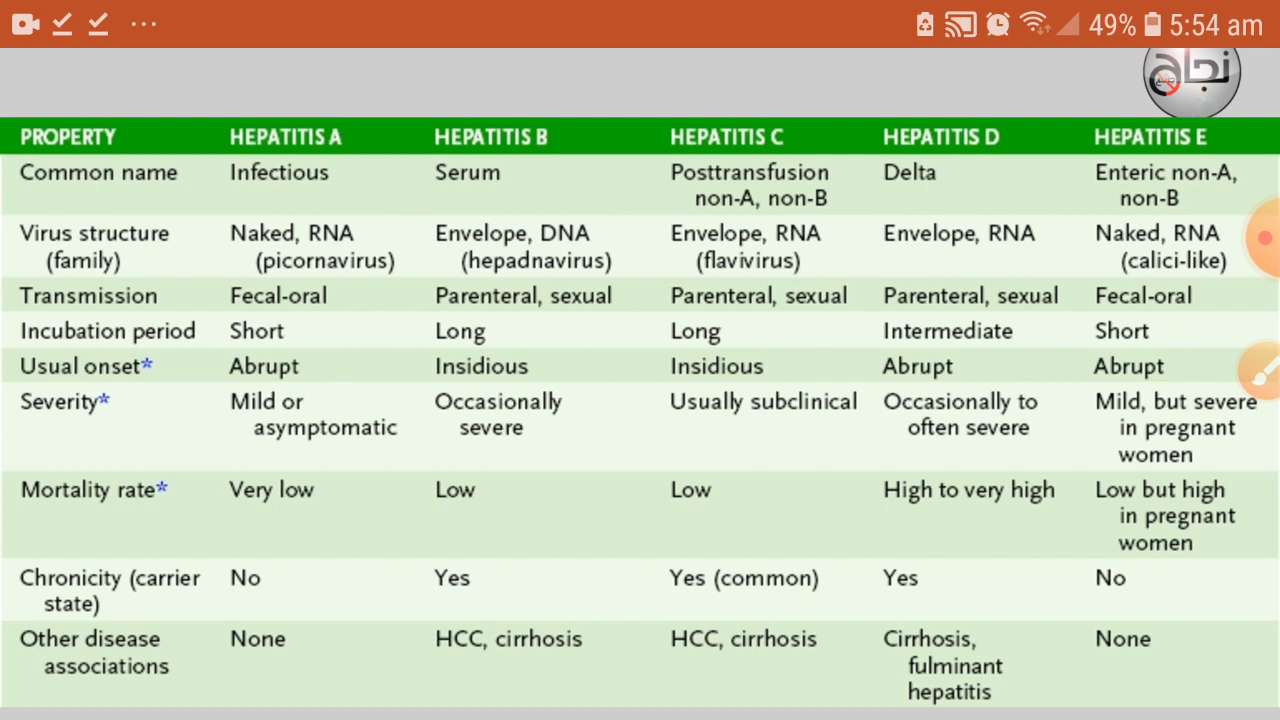 49% 5:54 am
PROPERTY HEPATITIS A HEPATITIS B HEPATITIS C HEPATITIS D HEPATITIS E
Common name Infectious Serum Posttransfusion Delta Enteric non-A,
non-A, non-B non-B
Virus structure Naked, RNA Envelope, DNA Envelope, RNA Envelope, RNA Naked, RNA
(family) (picornavirus) (hepadnavirus) (flavivirus) (calici-like)
Transmission Fecal-oral Parenteral, sexual Parenteral, sexual Parenteral, sexual Fecal-oral
Incubation period Short Long Long Intermediate Short
Usual onset* Abrupt Insidious Insidious Abrupt Abrupt
Severity* Mild or Occasionally Usually subclinical Occasionally to Mild, but severe
asymptomatic severe often severe in pregnant
women
Mortality rate* Very low Low Low High to very high Low but high
in pregnant
women
Chronicity (carrier No Yes Yes (common) Yes No
state)
Other disease None HCC, cirrhosis HCC, cirrhosis Cirrhosis, None
associations fulminant
hepatitis